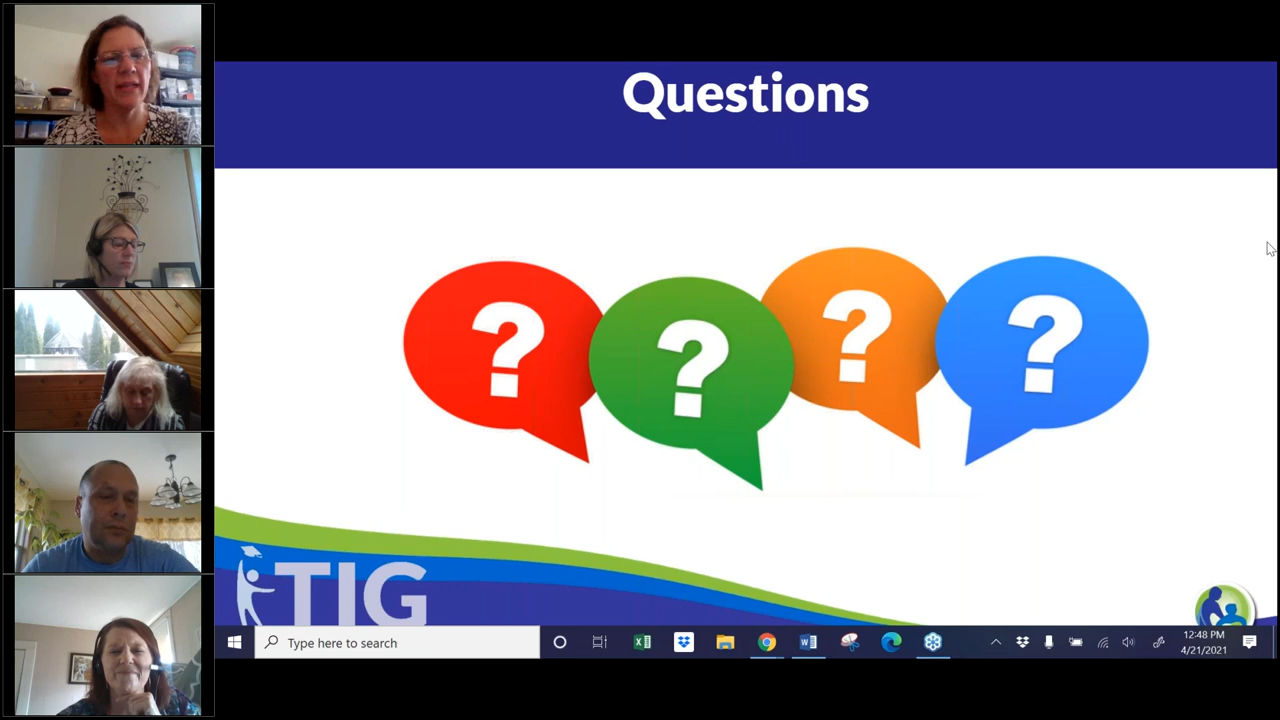 Questions
? ? ? ?
TIG
Type here to search
12:48 PM
4/21/2021